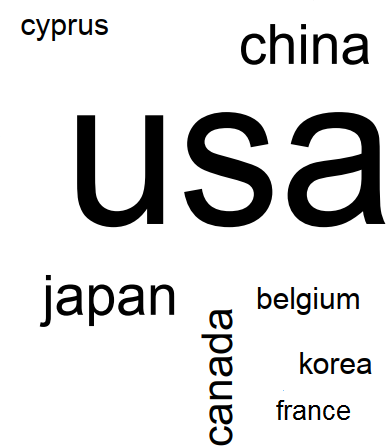 cyprus
china
usa
japan
canada
belgium
korea
france